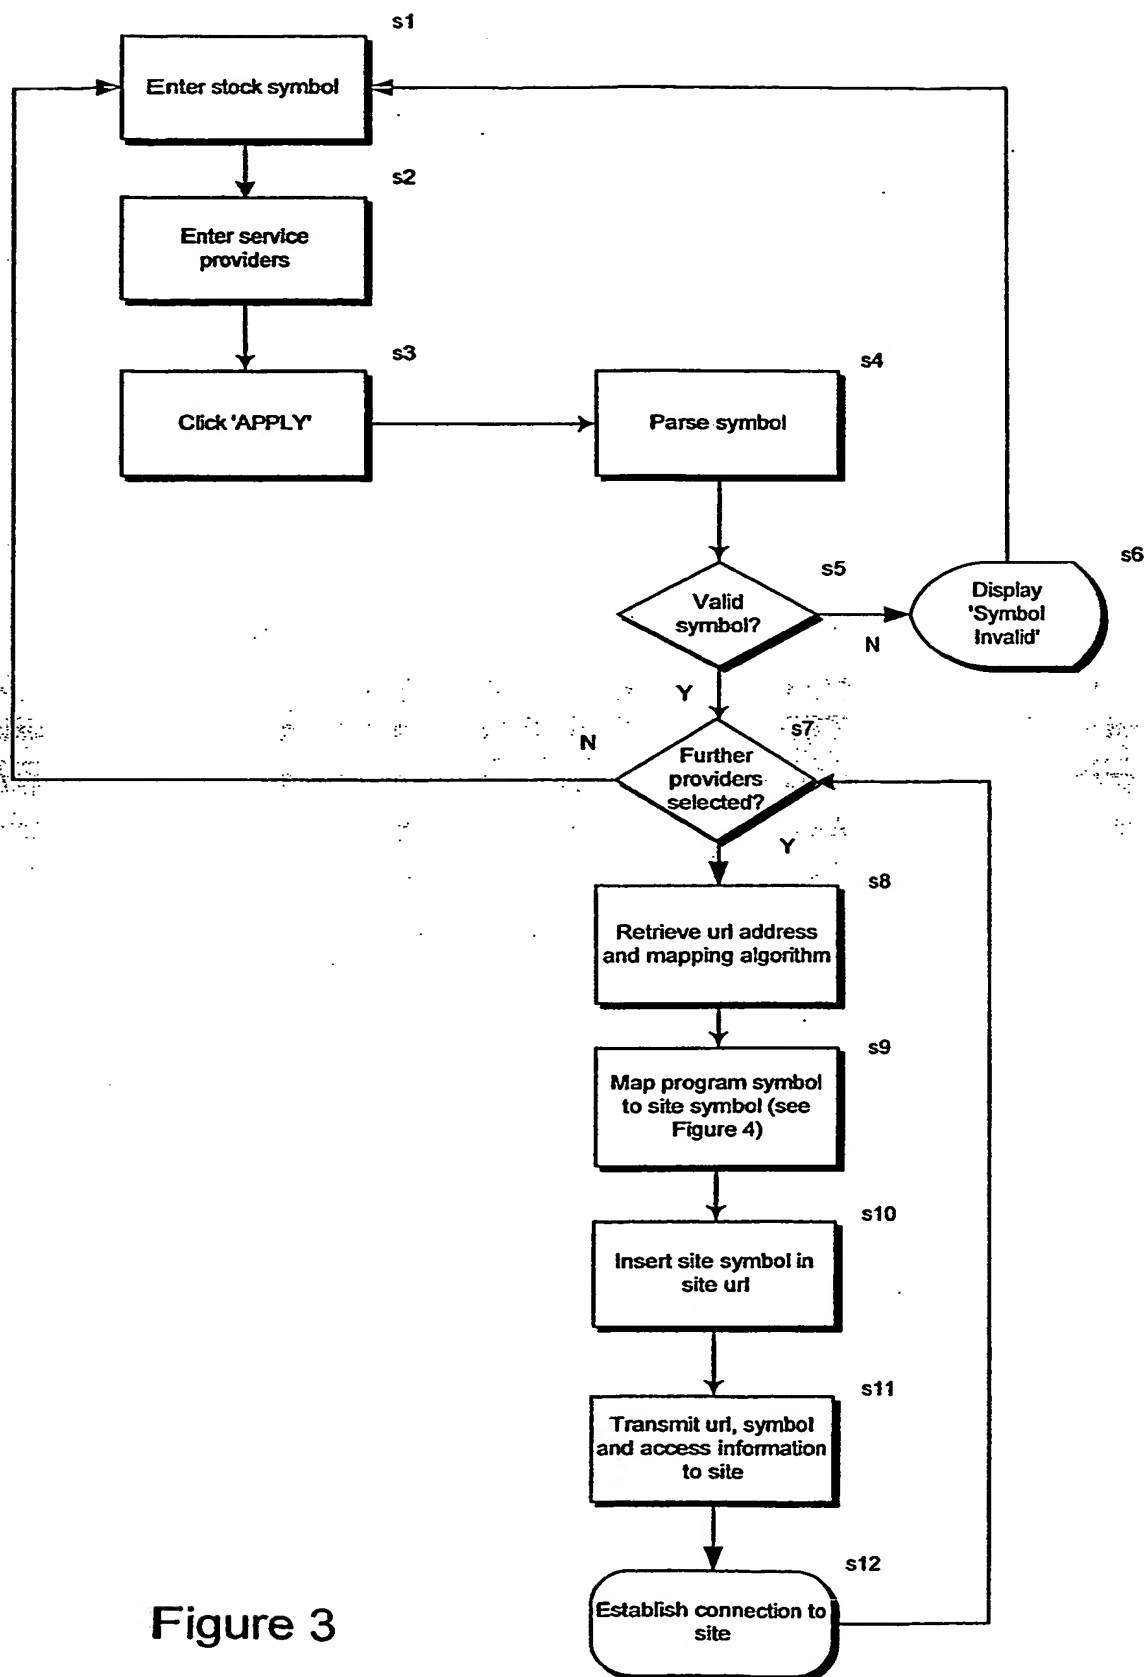 s1
Enter stock symbol
s2
Enter service
providers
s3
Click 'APPLY'
s4
Parse symbol
s5
Valid
symbol?
N
s6
Display
'Symbol
Invalid'
Y
s7
N
Further
providers
selected?
Y
s8
Retrieve url address
and mapping algorithm
s9
Map program symbol
to site symbol (see
Figure 4)
s10
Insert site symbol in
site url
s11
Transmit url, symbol
and access information
to site
s12
Establish connection to
site
Figure 3